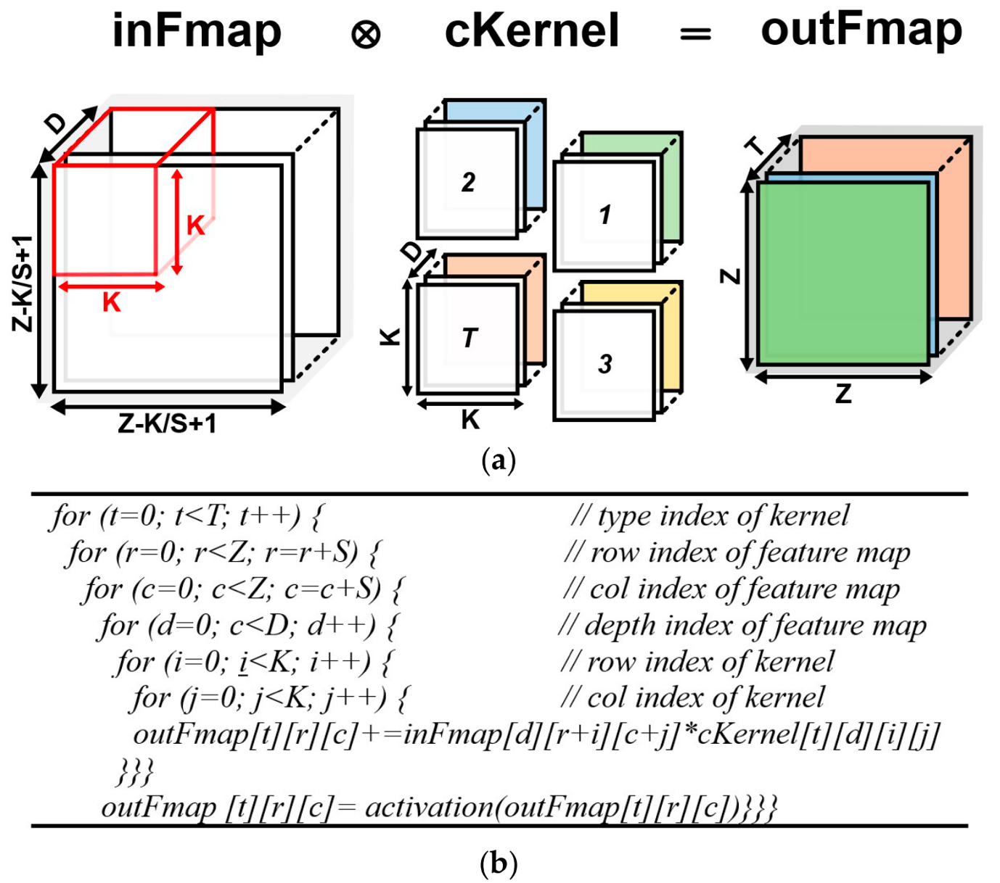 inFmap ⊗ cKernel = outFmap
D
K
K
Z-K/S+1
Z-K/S+1
2
1
D
K
T
K
3
T
Z
Z
(a)
for (t=0; t<T; t++) { // type index of kernel
for (r=0; r<Z; r=r+S) { // row index of feature map
for (c=0; c<Z; c=c+S) { // col index of feature map
for (d=0; c<D; d++) { // depth index of feature map
for (i=0; i<K; i++) { // row index of kernel
for (j=0; j<K; j++) { // col index of kernel
outFmap[t][r][c]+=inFmap[d][r+i][c+j]*cKernel[t][d][i][j]
}}}
outFmap [t][r][c]= activation(outFmap[t][r][c])}}}
(b)